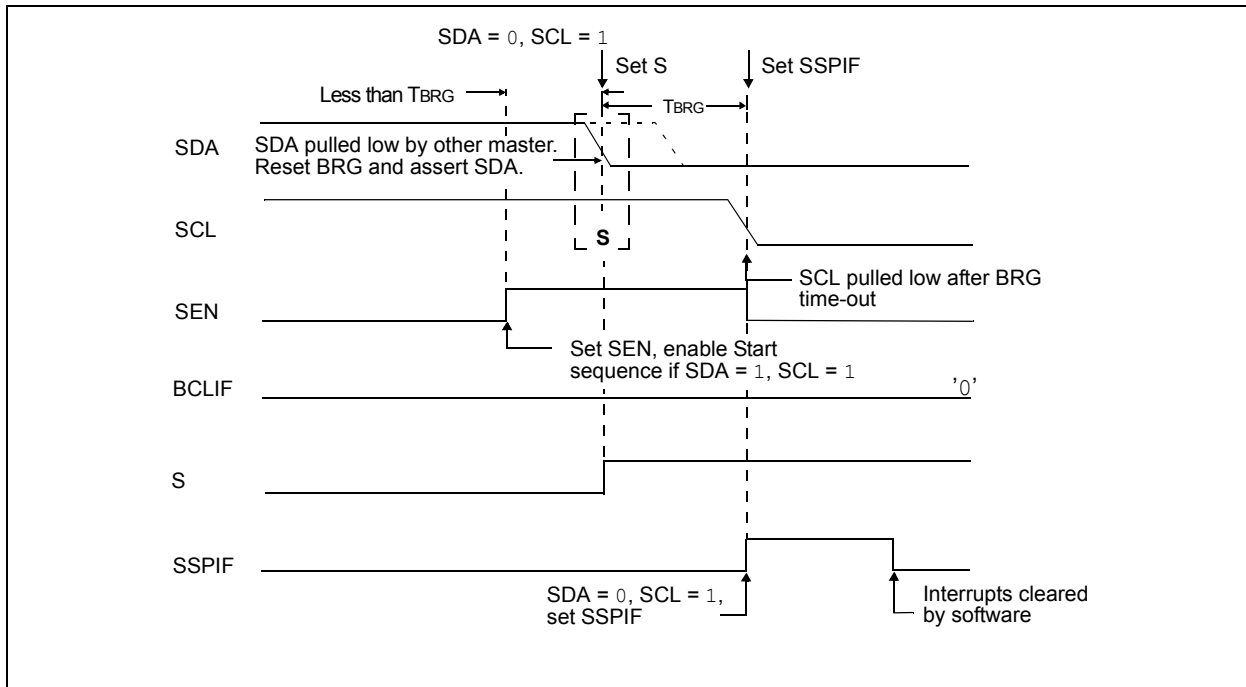 SDA = 0, SCL = 1
Set S
Set SSPIF
Less than TBRG
TBRG
SDA
SDA pulled low by other master.
Reset BRG and assert SDA.
SCL
S
SCL pulled low after BRG
time-out
SEN
Set SEN, enable Start
sequence if SDA = 1, SCL = 1
BCLIF
'0'
S
SSPIF
SDA = 0, SCL = 1,
set SSPIF
Interrupts cleared
by software